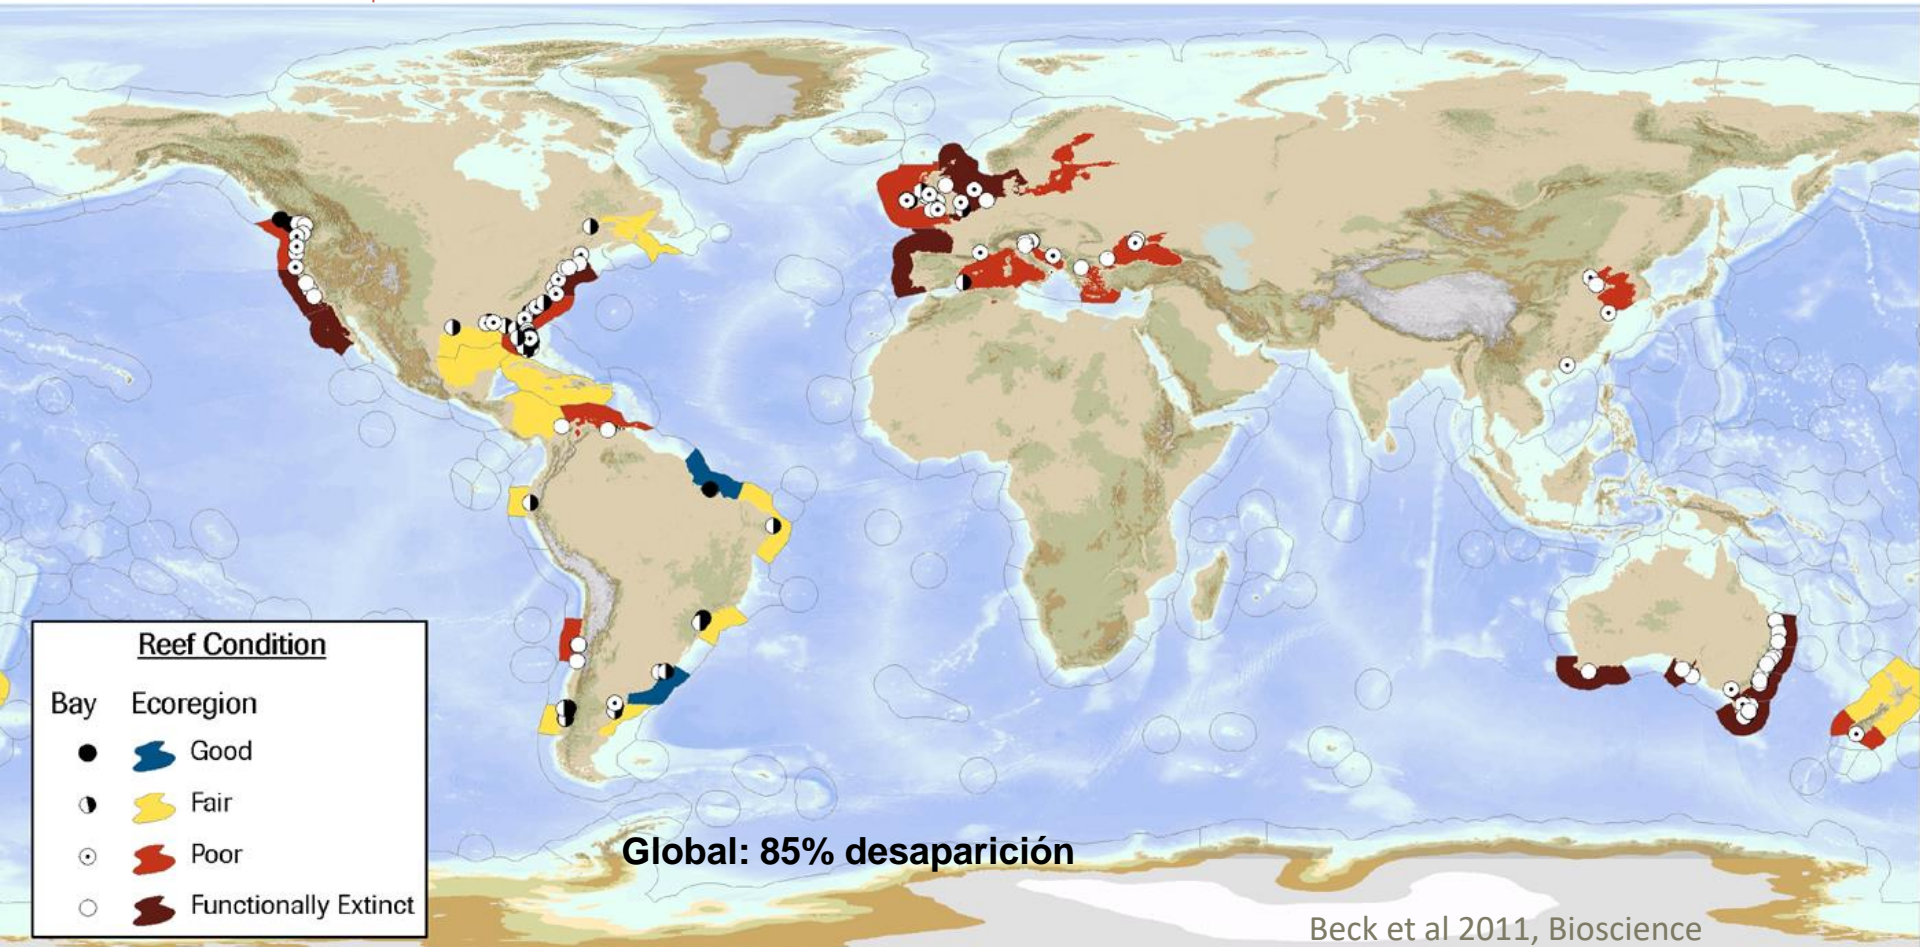 Reef Condition
Bay Ecoregion
Good
Fair
Poor
Functionally Extinct
Global: 85% desaparición
Beck et al 2011, Bioscience